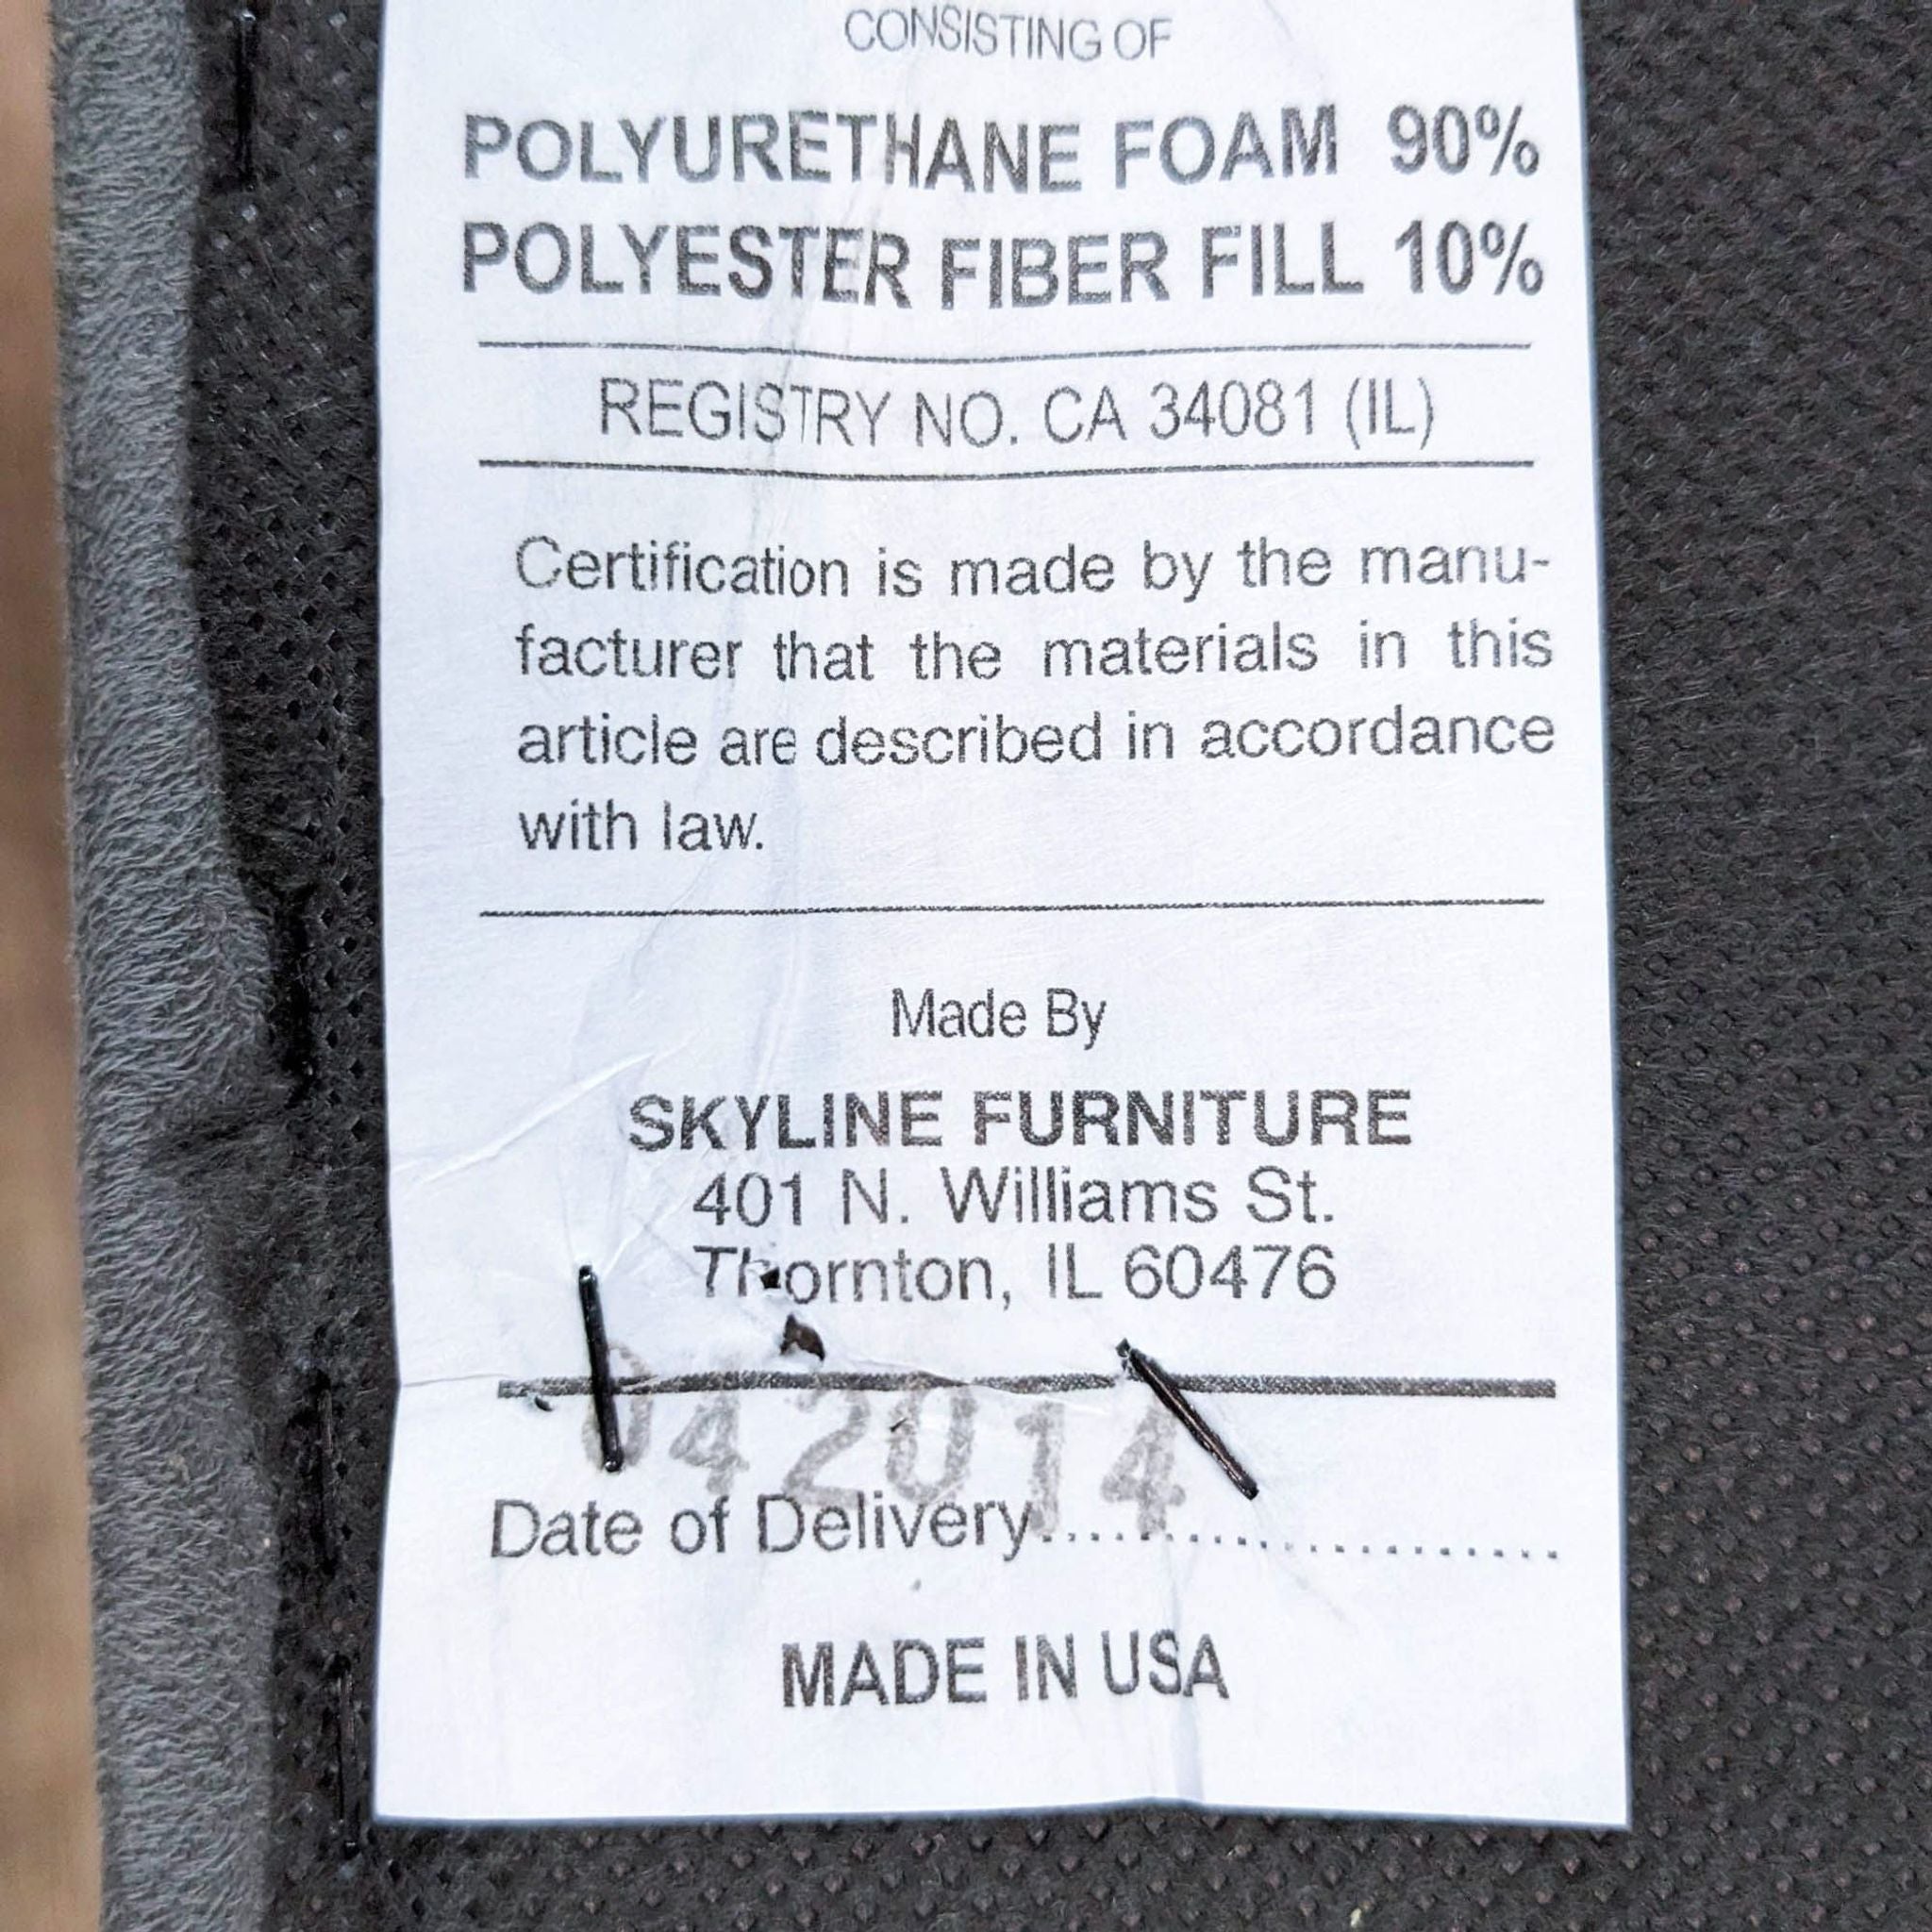 CONSISTING OF
POLYURETHANE FOAM 90%
POLYESTER FIBER FILL 10%
REGISTRY NO. CA 34081 (IL)
Certification is made by the manu-
facturer that the materials in this
article are described in accordance
with law.
Made By
SKYLINE FURNITURE
401 N. Williams St.
Thornton, IL 60476
042014
Date of Delivery....................
MADE IN USA